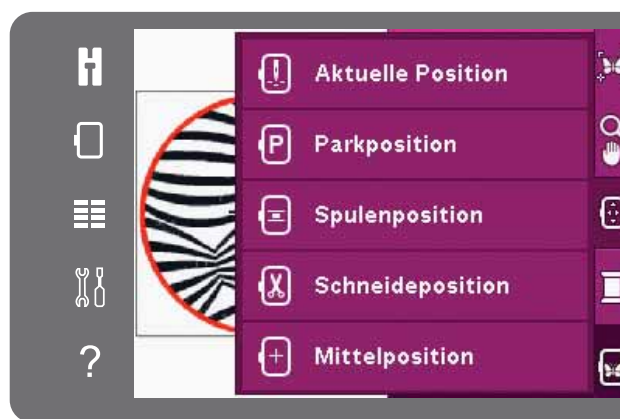 Aktuelle Position
P
Parkposition
Spulenposition
Schneideposition
Mittelposition
?